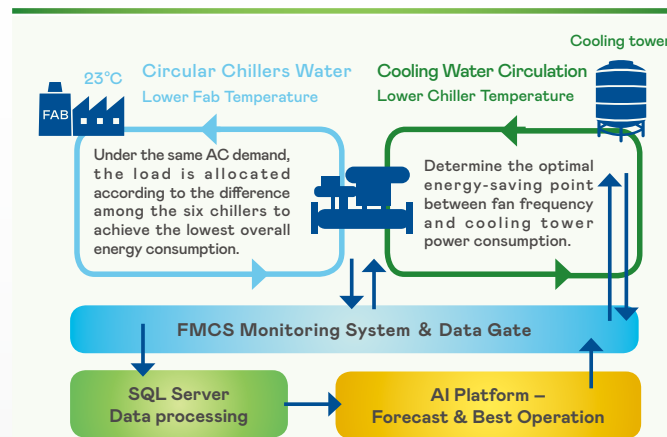 Cooling tower
23°C
Circular Chillers Water
Lower Fab Temperature
Cooling Water Circulation
Lower Chiller Temperature
FAB
Under the same AC demand,
the load is allocated
according to the difference
among the six chillers to
achieve the lowest overall
energy consumption.
Determine the optimal
energy-saving point
between fan frequency
and cooling tower
power consumption.
FMCS Monitoring System & Data Gate
SQL Server
Data processing
AI Platform –
Forecast & Best Operation